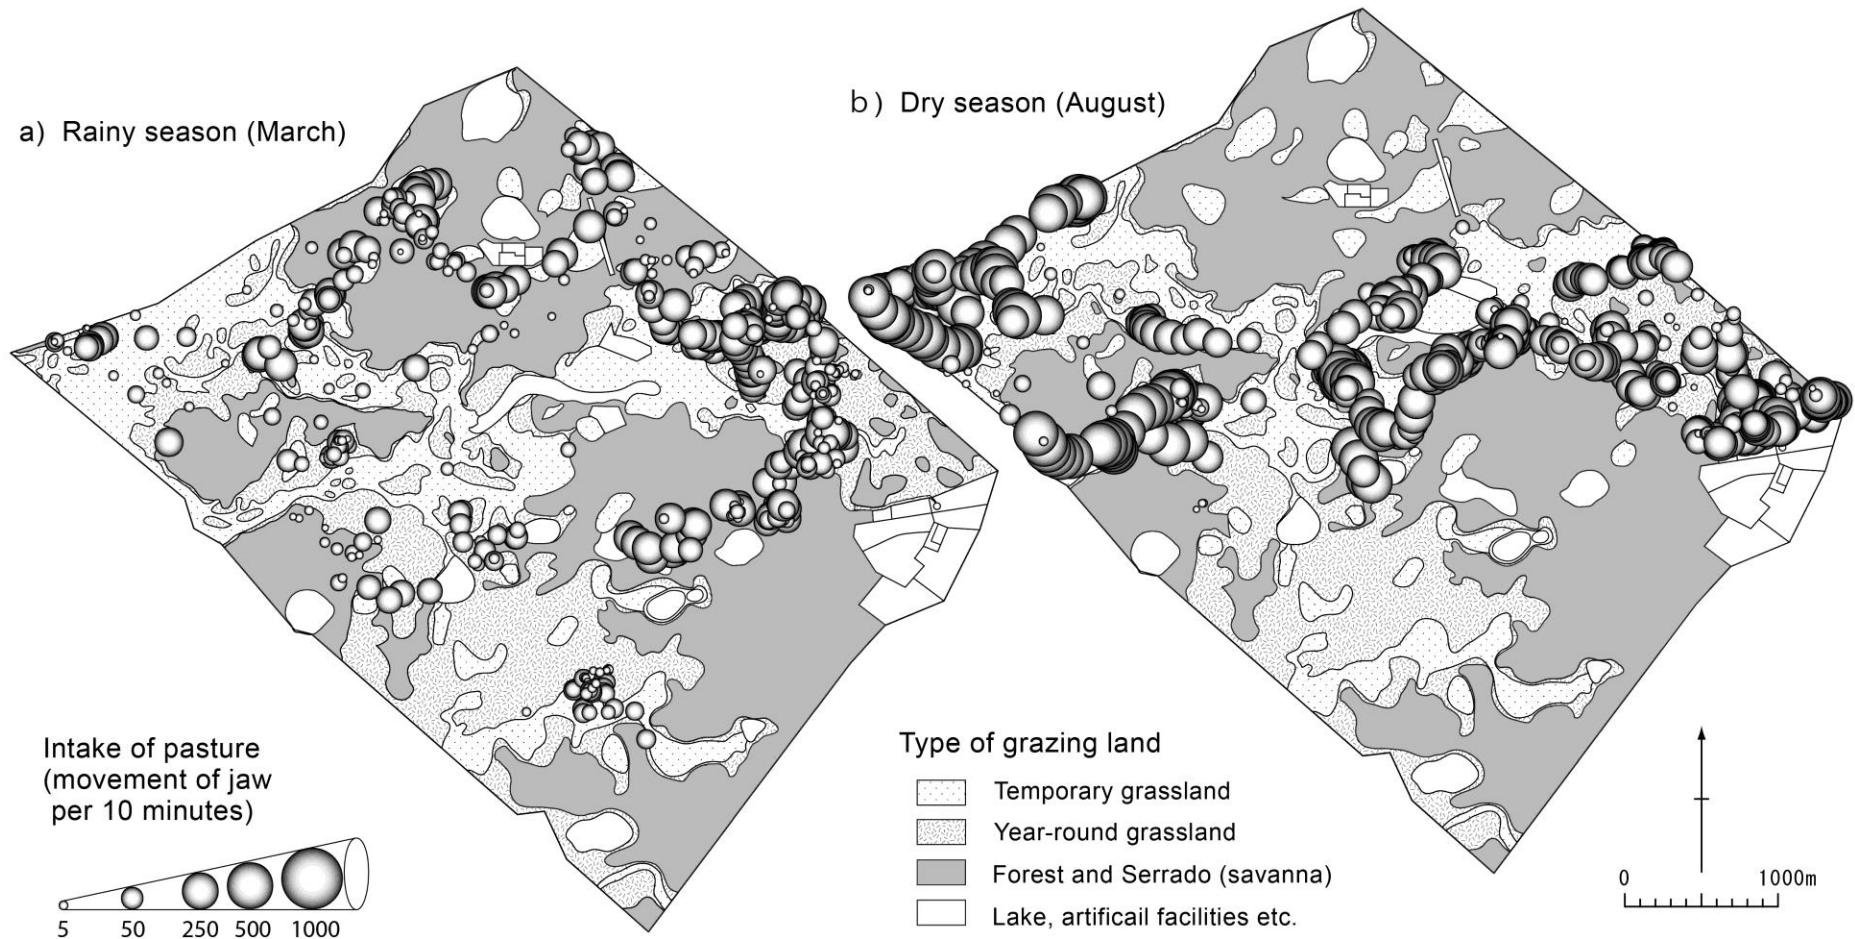 a) Rainy season (March)
b) Dry season (August)
Intake of pasture
(movement of jaw
per 10 minutes)
5 50 250 500 1000
Type of grazing land
Temporary grassland
Year-round grassland
Forest and Serrado (savanna)
Lake, artificail facilities etc.
0 1000m